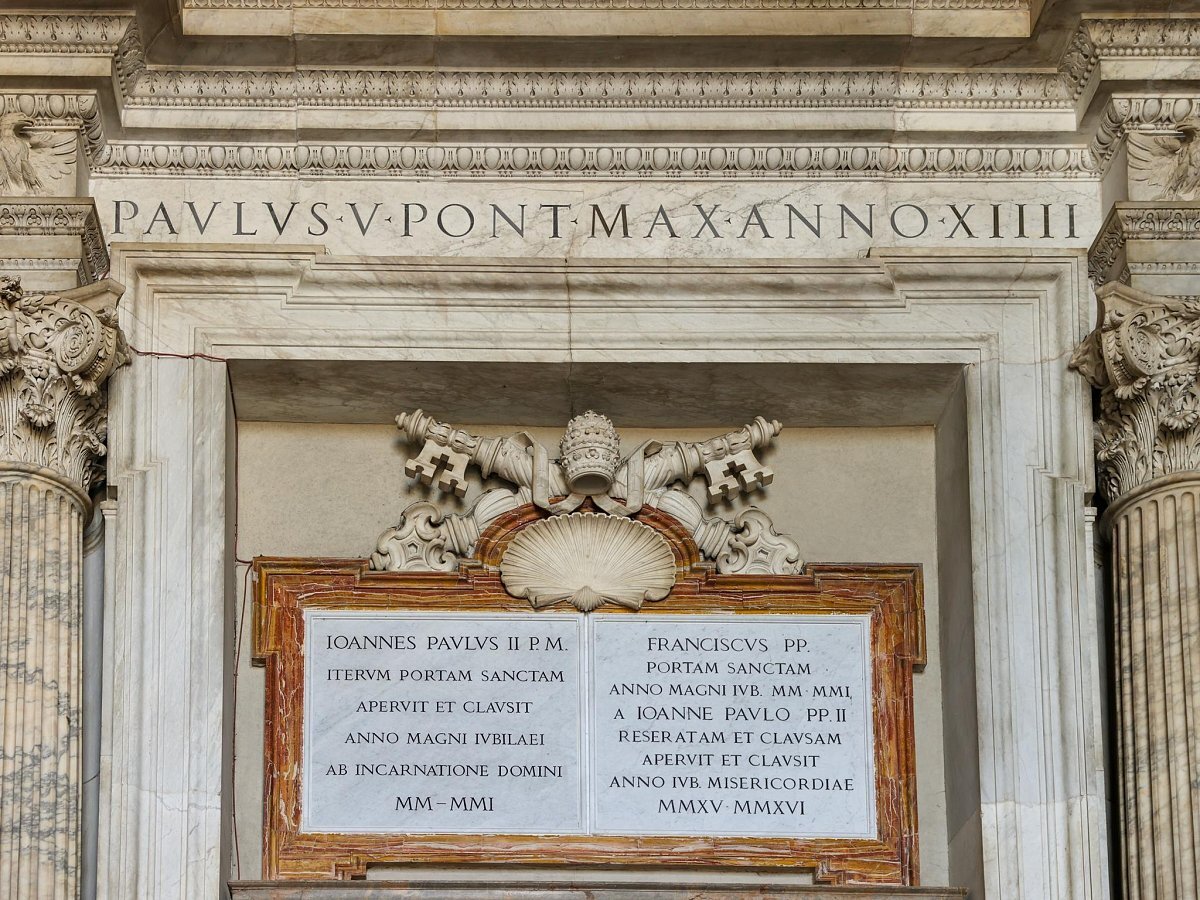 PAVLVS·V·PONT·MAX·ANNO·XIIII
IOANNES PAVLVS II P. M.
ITERVM PORTAM SANCTAM
APERVIT ET CLAVSIT
ANNO MAGNI IVBILAEI
AB INCARNATIONE DOMINI
MM–MMI
FRANCISCVS PP.
PORTAM SANCTAM
ANNO MAGNI IVB. MM·MMI,
A IOANNE PAVLO PP. II
RESERATAM ET CLAVSAM
APERVIT ET CLAVSIT
ANNO IVB. MISERICORDIAE
MMXV·MMXVI